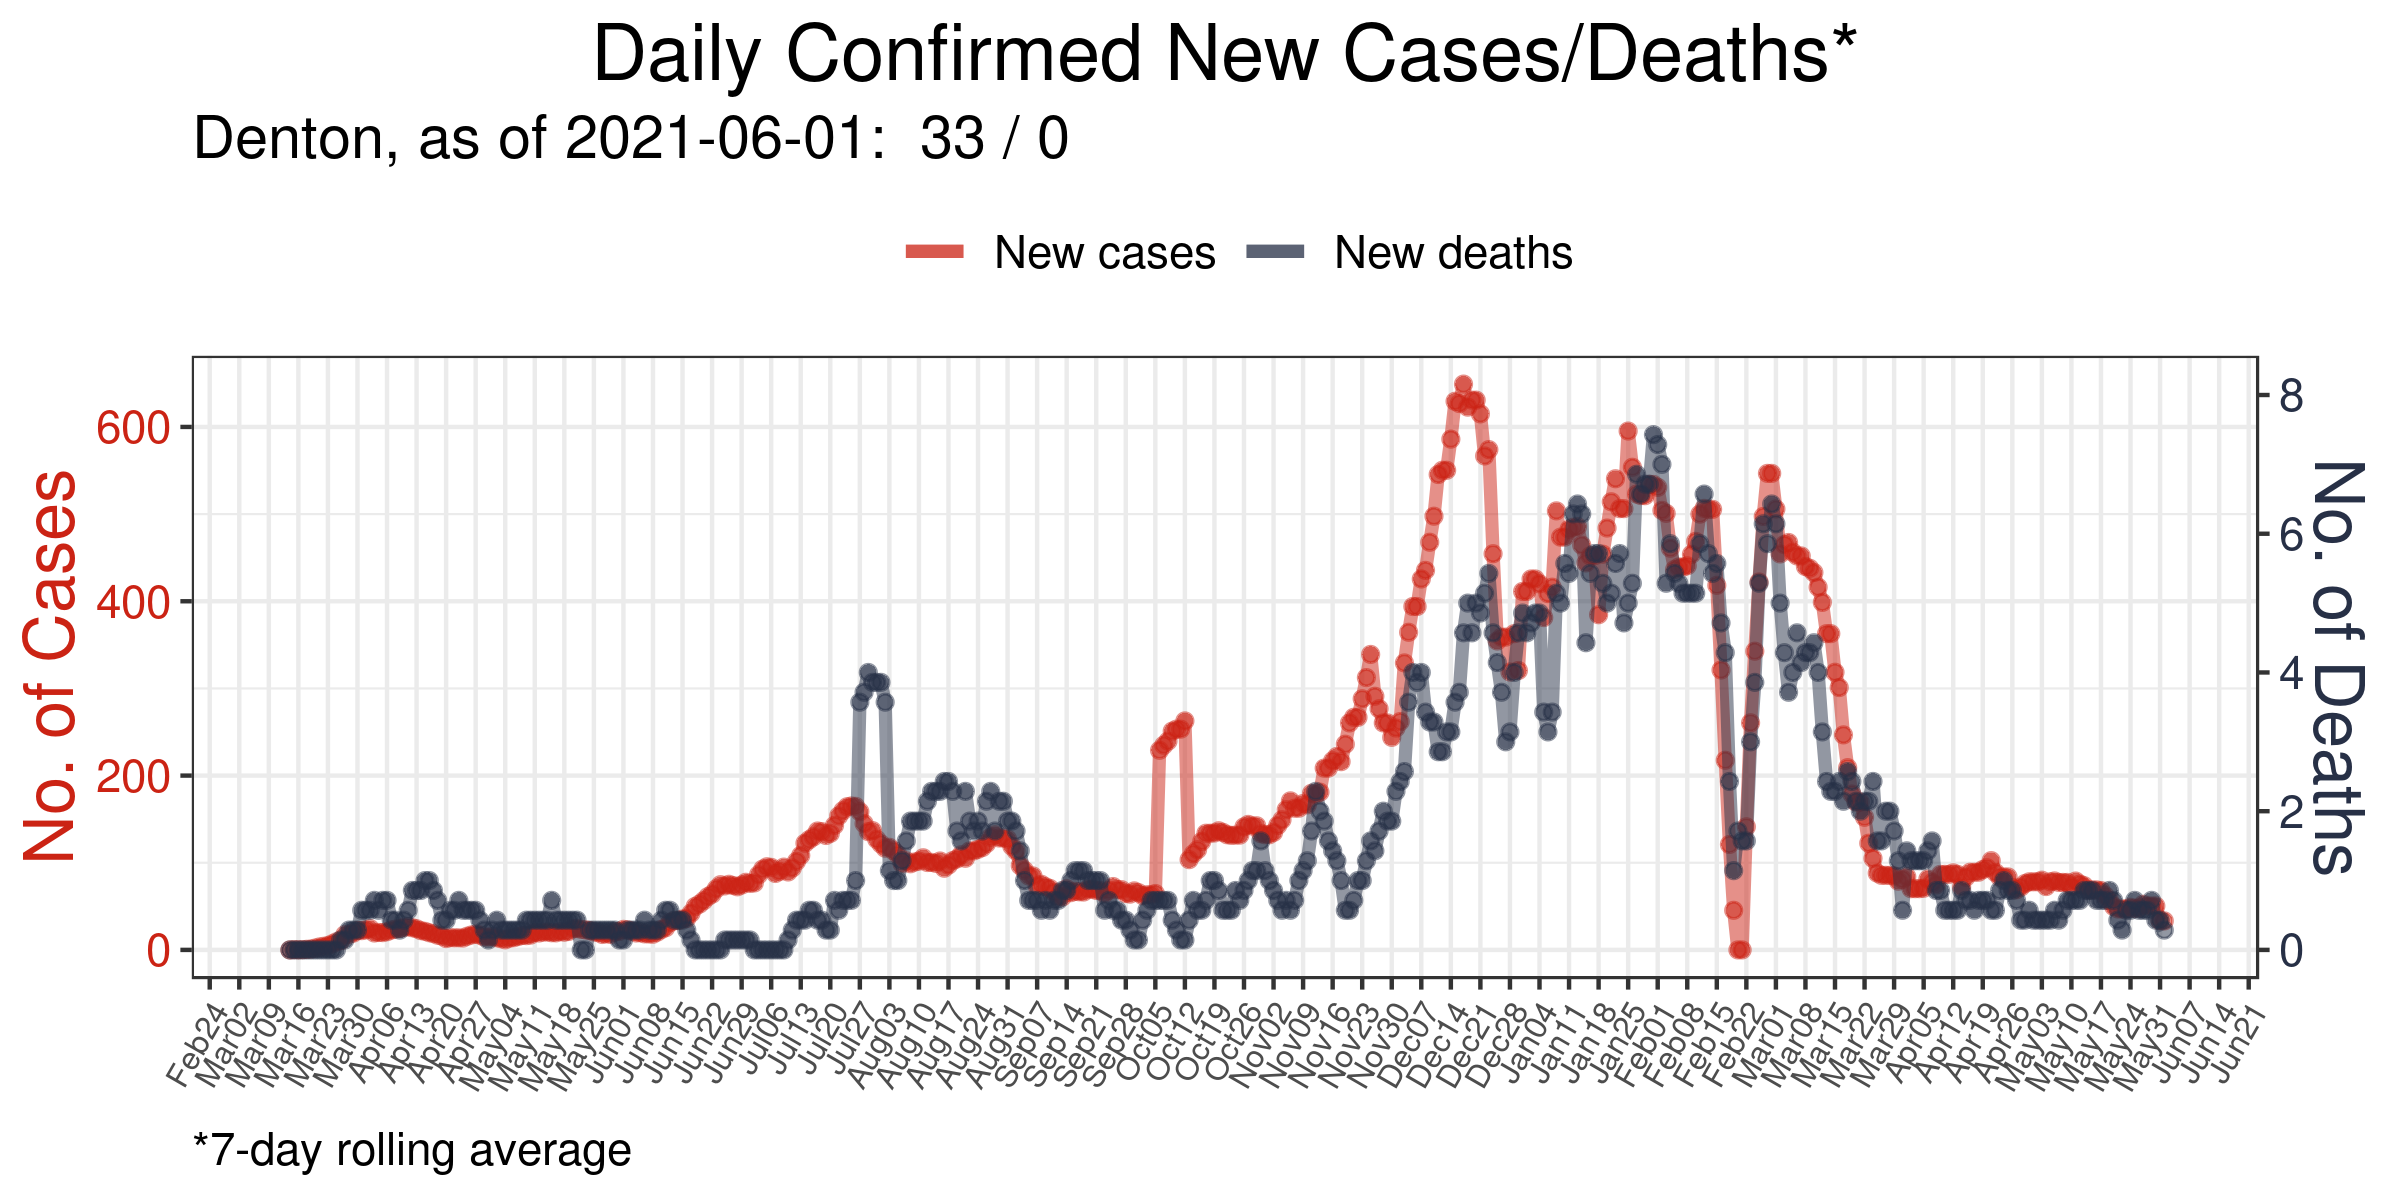 Daily Confirmed New Cases/Deaths*
Denton, as of 2021-06-01:  33 / 0
New cases
New deaths
No. of Cases
600
400
200
0
8
6
4
2
0
No. of Deaths
Feb24
Mar02
Mar09
Mar16
Mar23
Mar30
Apr06
Apr13
Apr20
Apr27
May04
May11
May18
May25
Jun01
Jun08
Jun15
Jun22
Jun29
Jul06
Jul13
Jul20
Jul27
Aug03
Aug10
Aug17
Aug24
Aug31
Sep07
Sep14
Sep21
Sep28
Oct05
Oct12
Oct19
Oct26
Nov02
Nov09
Nov16
Nov23
Nov30
Dec07
Dec14
Dec21
Dec28
Jan04
Jan11
Jan18
Jan25
Feb01
Feb08
Feb15
Feb22
Mar01
Mar08
Mar15
Mar22
Mar29
Apr05
Apr12
Apr19
Apr26
May03
May10
May17
May24
May31
Jun07
Jun14
Jun21
*7-day rolling average